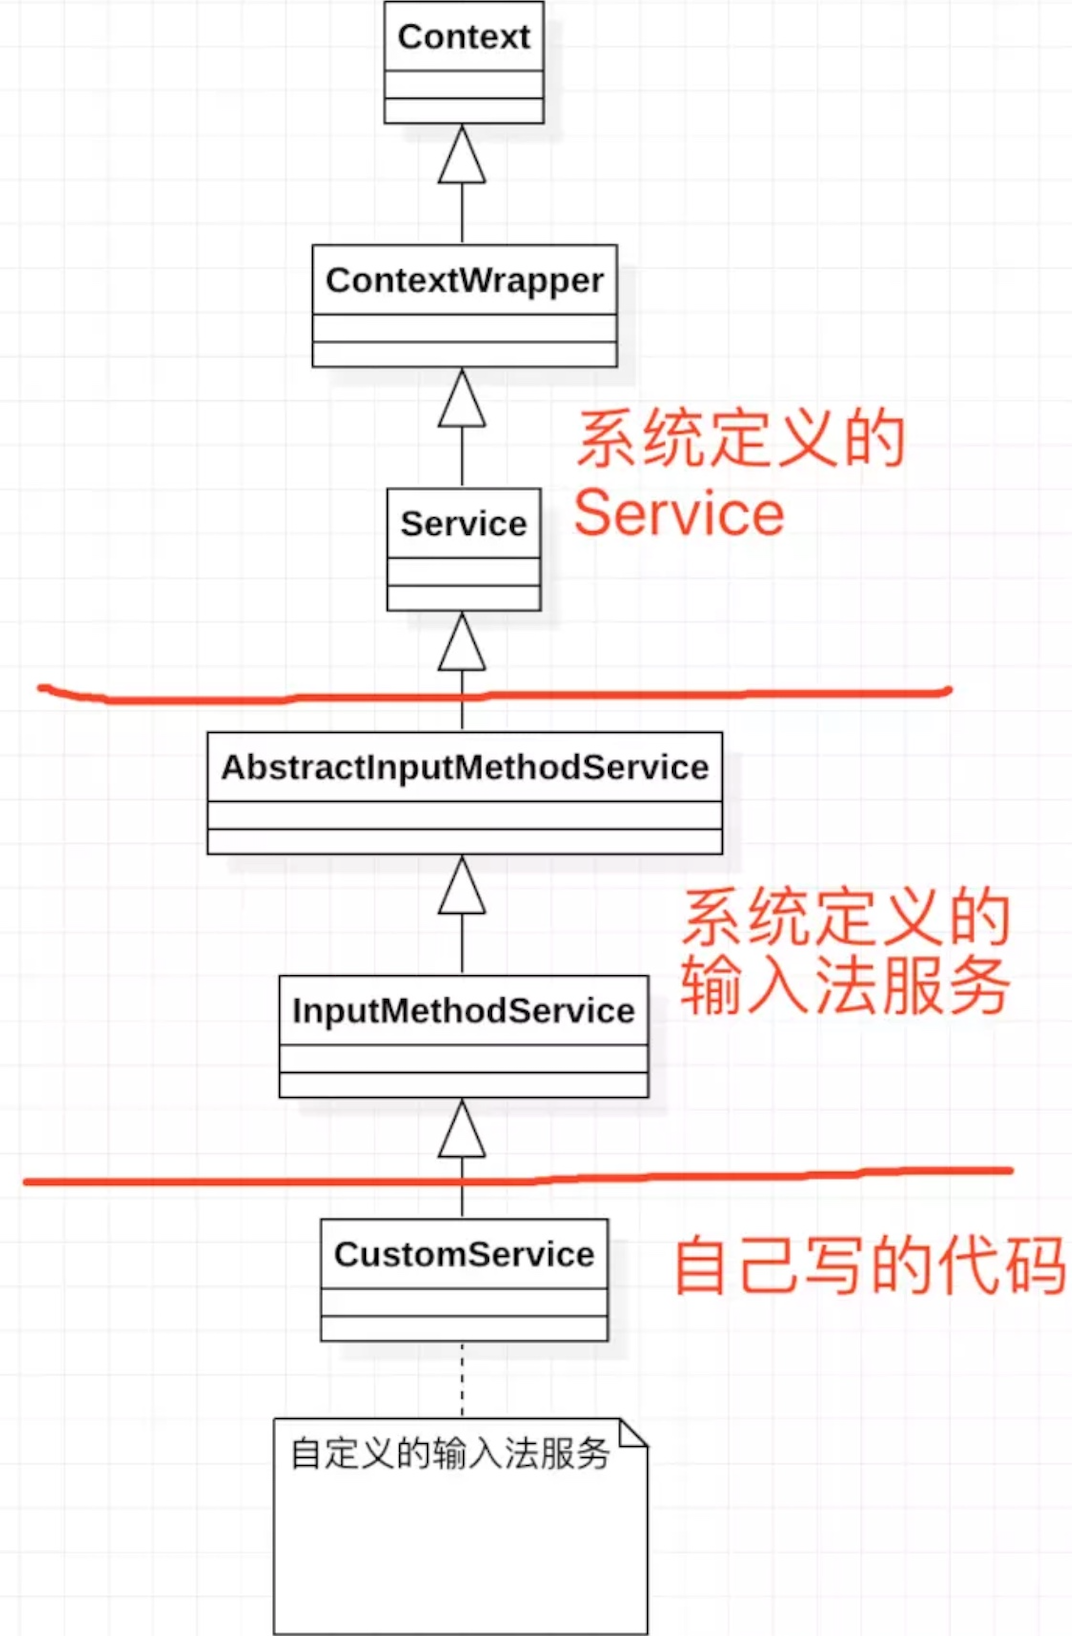 Context
ContextWrapper
系统定义的
Service
Service
AbstractInputMethodService
系统定义的
输入法服务
InputMethodService
CustomService
自己写的代码
自定义的输入法服务